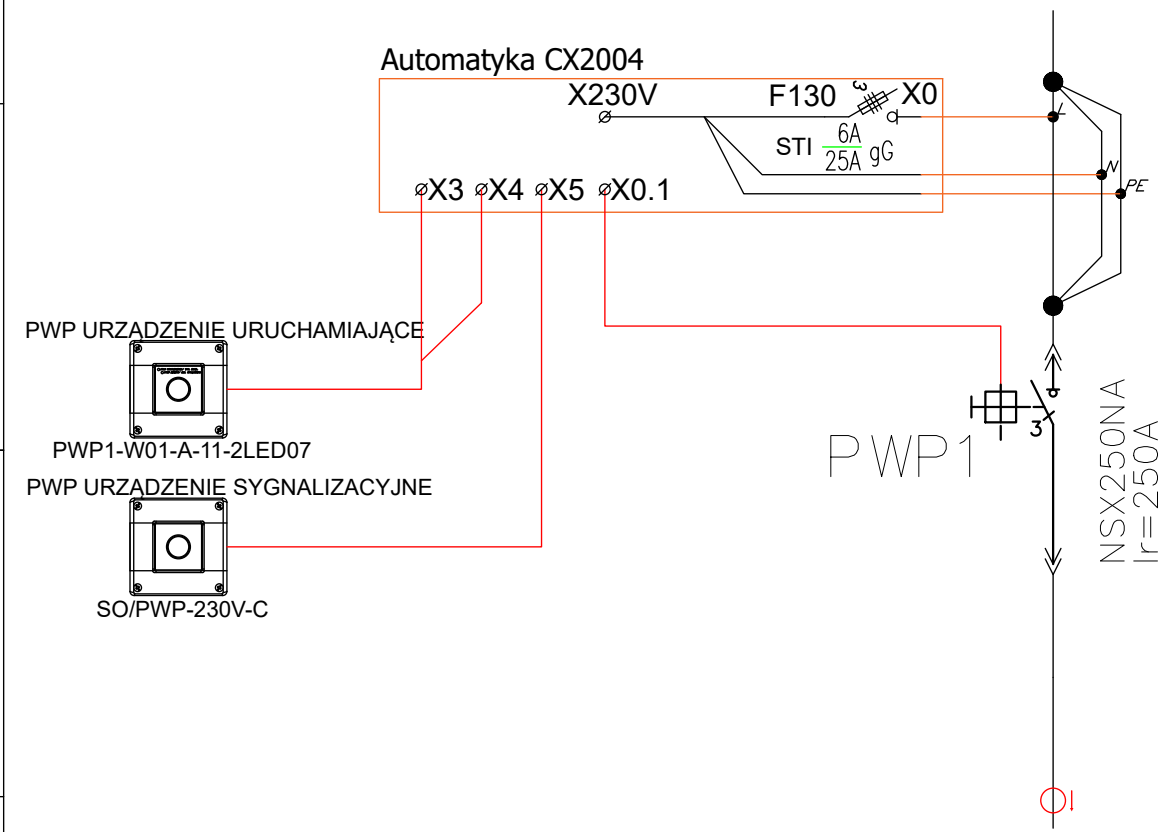 Automatyka CX2004
X230V
F130
3
X0
L
STI 6A
25A gG
N
PE
X3
X4
X5
X0.1
PWP URZĄDZENIE URUCHAMIAJĄCE
PWP1-W01-A-11-2LED07
PWP URZĄDZENIE SYGNALIZACYJNE
SO/PWP-230V-C
PWP1
3
NSX250NA
Ir=250A